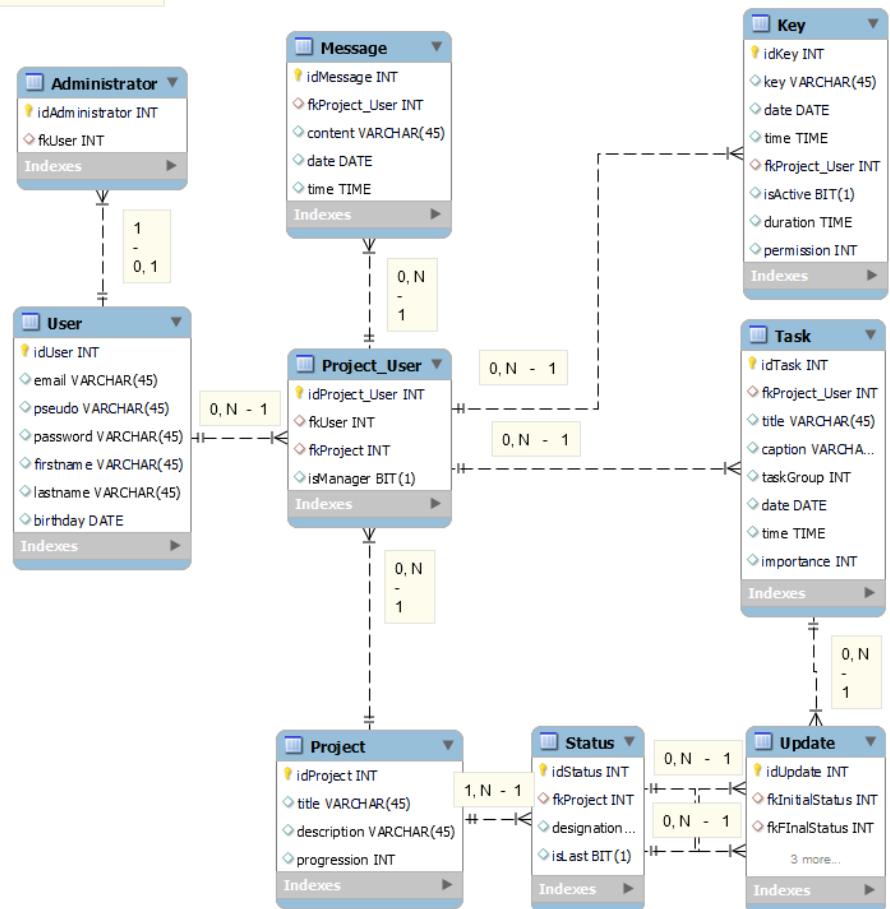 Administrator
idAdministrator INT
fkUser INT
Indexes
1
-
0, 1
User
idUser INT
email VARCHAR(45)
pseudo VARCHAR(45)
password VARCHAR(45)
firstname VARCHAR(45)
lastname VARCHAR(45)
birthday DATE
Indexes
0, N - 1
Message
idMessage INT
fkProject_User INT
content VARCHAR(45)
date DATE
time TIME
Indexes
0, N
-
1
Project_User
idProject_User INT
fkUser INT
fkProject INT
isManager BIT(1)
Indexes
0, N - 1
0, N - 1
0, N
-
1
Key
idKey INT
key VARCHAR(45)
date DATE
time TIME
fkProject_User INT
isActive BIT(1)
duration TIME
permission INT
Indexes
Task
idTask INT
fkProject_User INT
title VARCHAR(45)
caption VARCHA...
taskGroup INT
date DATE
time TIME
importance INT
Indexes
0, N
-
1
Project
idProject INT
title VARCHAR(45)
description VARCHAR(45)
progression INT
Indexes
1, N - 1
Status
idStatus INT
fkProject INT
designation ...
isLast BIT(1)
Indexes
0, N - 1
0, N - 1
Update
idUpdate INT
fkInitialStatus INT
fkFInalStatus INT
3 more...
Indexes